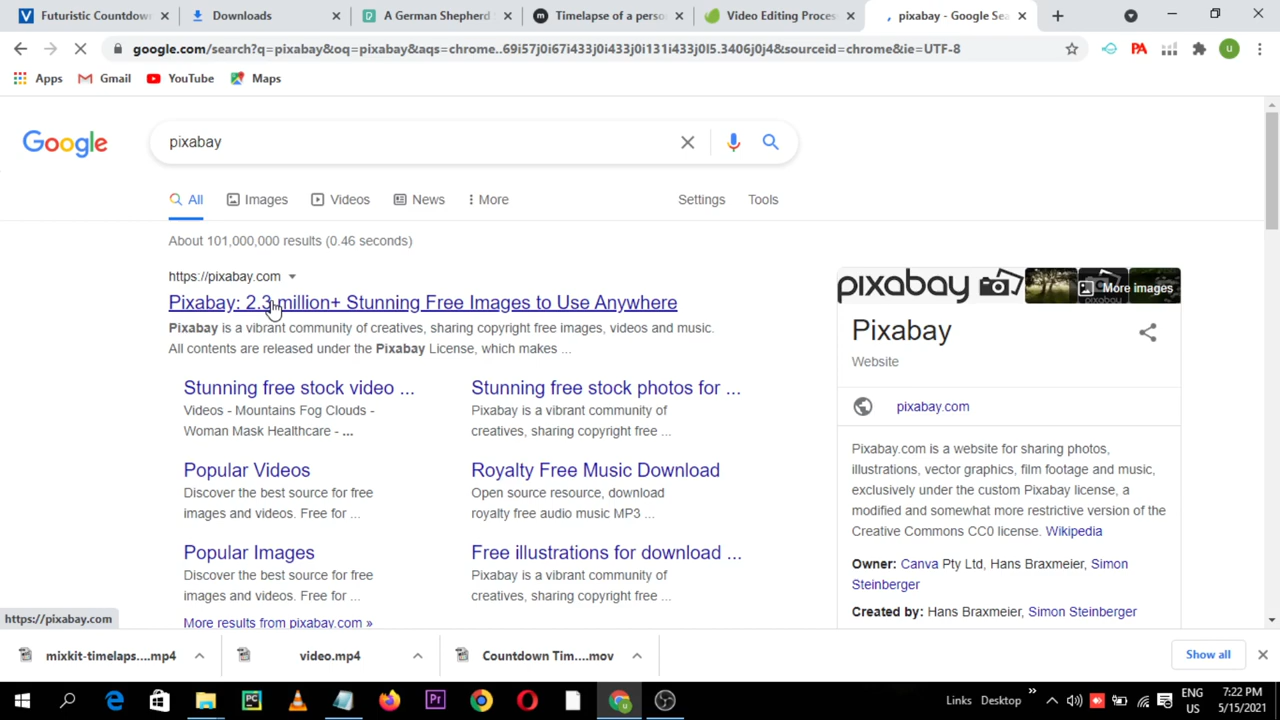 Futuristic Countdown
Downloads
A German Shepherd
Timelapse of a perso
Video Editing Proces
pixabay - Google Sea
google.com/search?q=pixabay&oq=pixabay&aqs=chrome..69i57j0i67i433j0i433j0i131i433j0l5.3406j0j4&sourceid=chrome&ie=UTF-8
PA
u
Apps
Gmail
YouTube
Maps
Google
pixabay
All
Images
Videos
News
More
Settings
Tools
About 101,000,000 results (0.46 seconds)
https://pixabay.com
Pixabay: 2.3 million+ Stunning Free Images to Use Anywhere
Pixabay is a vibrant community of creatives, sharing copyright free images, videos and music.
All contents are released under the Pixabay License, which makes ...
Stunning free stock video ...
Videos - Mountains Fog Clouds -
Woman Mask Healthcare - ...
Stunning free stock photos for ...
Pixabay is a vibrant community of
creatives, sharing copyright free ...
Popular Videos
Discover the best source for free
images and videos. Free for ...
Royalty Free Music Download
Open source resource, download
royalty free audio music MP3 ...
Popular Images
Discover the best source for free
images and videos. Free for ...
Free illustrations for download ...
Pixabay is a vibrant community of
creatives, sharing copyright free ...
More results from pixabay.com »
pixabay
pixabay
More images
Pixabay
Website
pixabay.com
Pixabay.com is a website for sharing photos,
illustrations, vector graphics, film footage and music,
exclusively under the custom Pixabay license, a
modified and somewhat more restrictive version of the
Creative Commons CC0 license. Wikipedia
Owner: Canva Pty Ltd, Hans Braxmeier, Simon
Steinberger
Created by: Hans Braxmeier, Simon Steinberger
https://pixabay.com
mixkit-timelaps....mp4
video.mp4
Countdown Tim....mov
Show all
PC
Pr
u
Links
Desktop
ENG
US
7:22 PM
5/15/2021